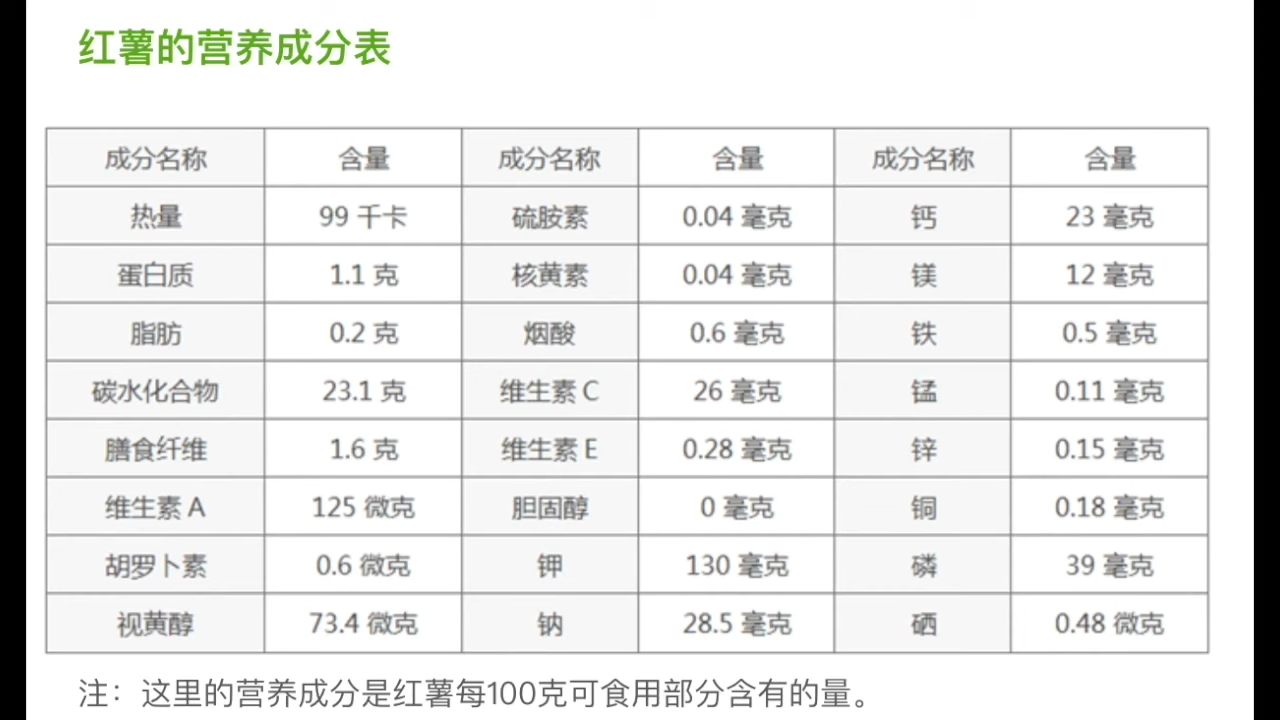 红薯的营养成分表
成分名称 含量 成分名称 含量 成分名称 含量
热量 99 千卡 硫胺素 0.04 毫克 钙 23 毫克
蛋白质 1.1 克 核黄素 0.04 毫克 镁 12 毫克
脂肪 0.2 克 烟酸 0.6 毫克 铁 0.5 毫克
碳水化合物 23.1 克 维生素 C 26 毫克 锰 0.11 毫克
膳食纤维 1.6 克 维生素 E 0.28 毫克 锌 0.15 毫克
维生素 A 125 微克 胆固醇 0 毫克 铜 0.18 毫克
胡罗卜素 0.6 微克 钾 130 毫克 磷 39 毫克
视黄醇 73.4 微克 钠 28.5 毫克 硒 0.48 微克
注：这里的营养成分是红薯每100克可食用部分含有的量。